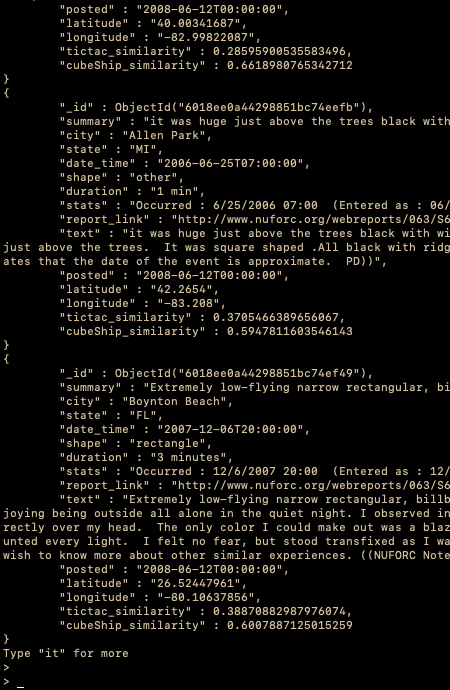 "posted" : "2008-06-12T00:00:00",
"latitude" : "40.00341687",
"longitude" : "-82.99822087",
"tictac_similarity" : 0.28595900535583496,
"cubeShip_similarity" : 0.6618980765342712
}
{
"_id" : ObjectId("6018ee0a44298851bc74eefb"),
"summary" : "it was huge just above the trees black with
"city" : "Allen Park",
"state" : "MI",
"date_time" : "2006-06-25T07:00:00",
"shape" : "other",
"duration" : "1 min",
"stats" : "Occurred : 6/25/2006 07:00  (Entered as : 06/
"report_link" : "http://www.nuforc.org/webreports/063/S6
"text" : "it was huge just above the trees black with wi
just above the trees.  It was square shaped .All black with ridg
ates that the date of the event is approximate.  PD))",
"posted" : "2008-06-12T00:00:00",
"latitude" : "42.2654",
"longitude" : "-83.208",
"tictac_similarity" : 0.3705466389656067,
"cubeShip_similarity" : 0.5947811603546143
}
{
"_id" : ObjectId("6018ee0a44298851bc74ef49"),
"summary" : "Extremely low-flying narrow rectangular, bi
"city" : "Boynton Beach",
"state" : "FL",
"date_time" : "2007-12-06T20:00:00",
"shape" : "rectangle",
"duration" : "3 minutes",
"stats" : "Occurred : 12/6/2007 20:00  (Entered as : 12/
"report_link" : "http://www.nuforc.org/webreports/063/S6
"text" : "Extremely low-flying narrow rectangular, billb
joying being outside all alone in the quiet night. I observed in
rectly over my head.  The only color I could make out was a blaz
unted every light.  I felt no fear, but stood transfixed as I wa
wish to know more about other similar experiences. ((NUFORC Note
"posted" : "2008-06-12T00:00:00",
"latitude" : "26.52447961",
"longitude" : "-80.10637856",
"tictac_similarity" : 0.38870882987976074,
"cubeShip_similarity" : 0.6007887125015259
}
Type "it" for more
>
> _